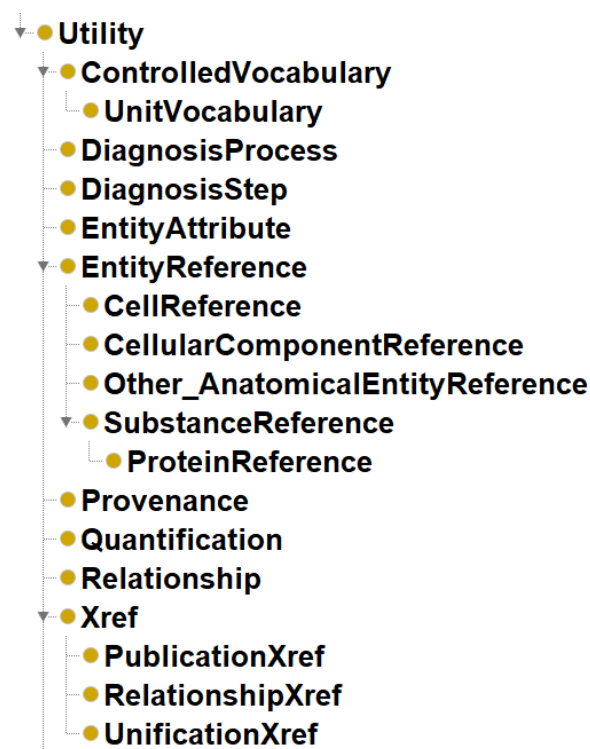 Utility
ControlledVocabulary
UnitVocabulary
DiagnosisProcess
DiagnosisStep
EntityAttribute
EntityReference
CellReference
CellularComponentReference
Other_AnatomicalEntityReference
SubstanceReference
ProteinReference
Provenance
Quantification
Relationship
Xref
PublicationXref
RelationshipXref
UnificationXref